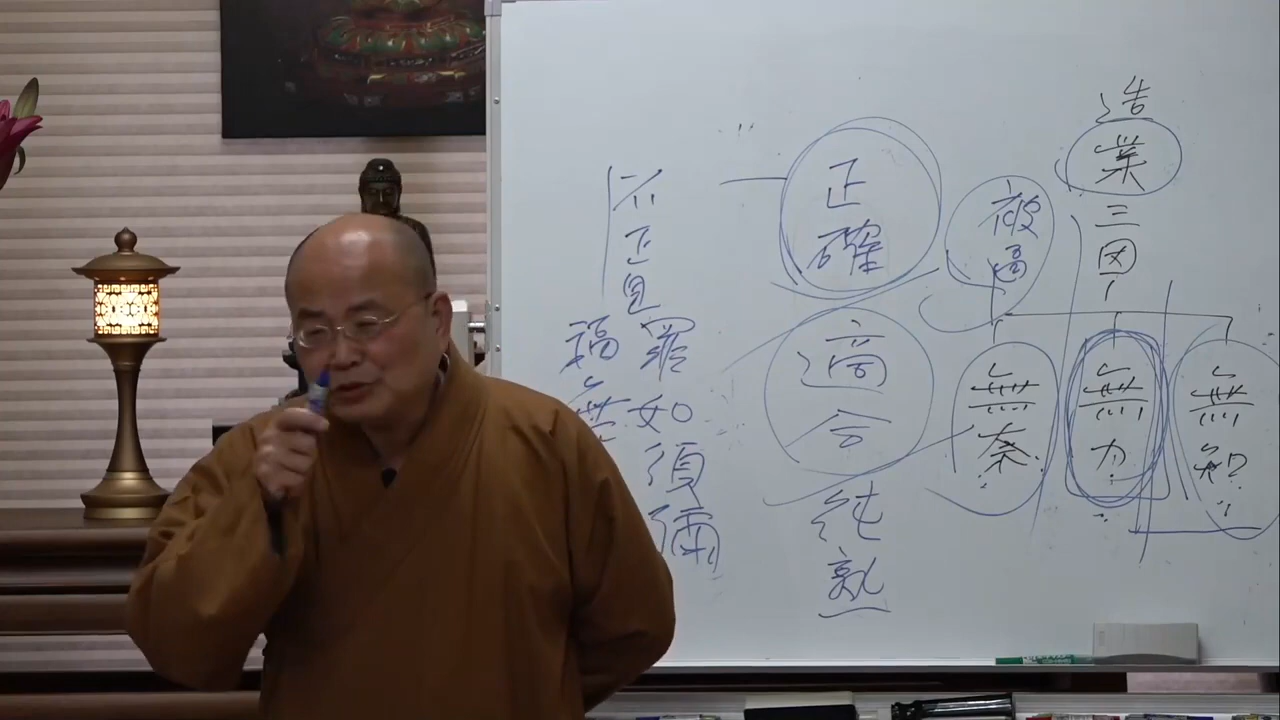 造業三因
無知
無力
無奈
被逼
正確
適合
純熟
罪如須彌
福無
不正見